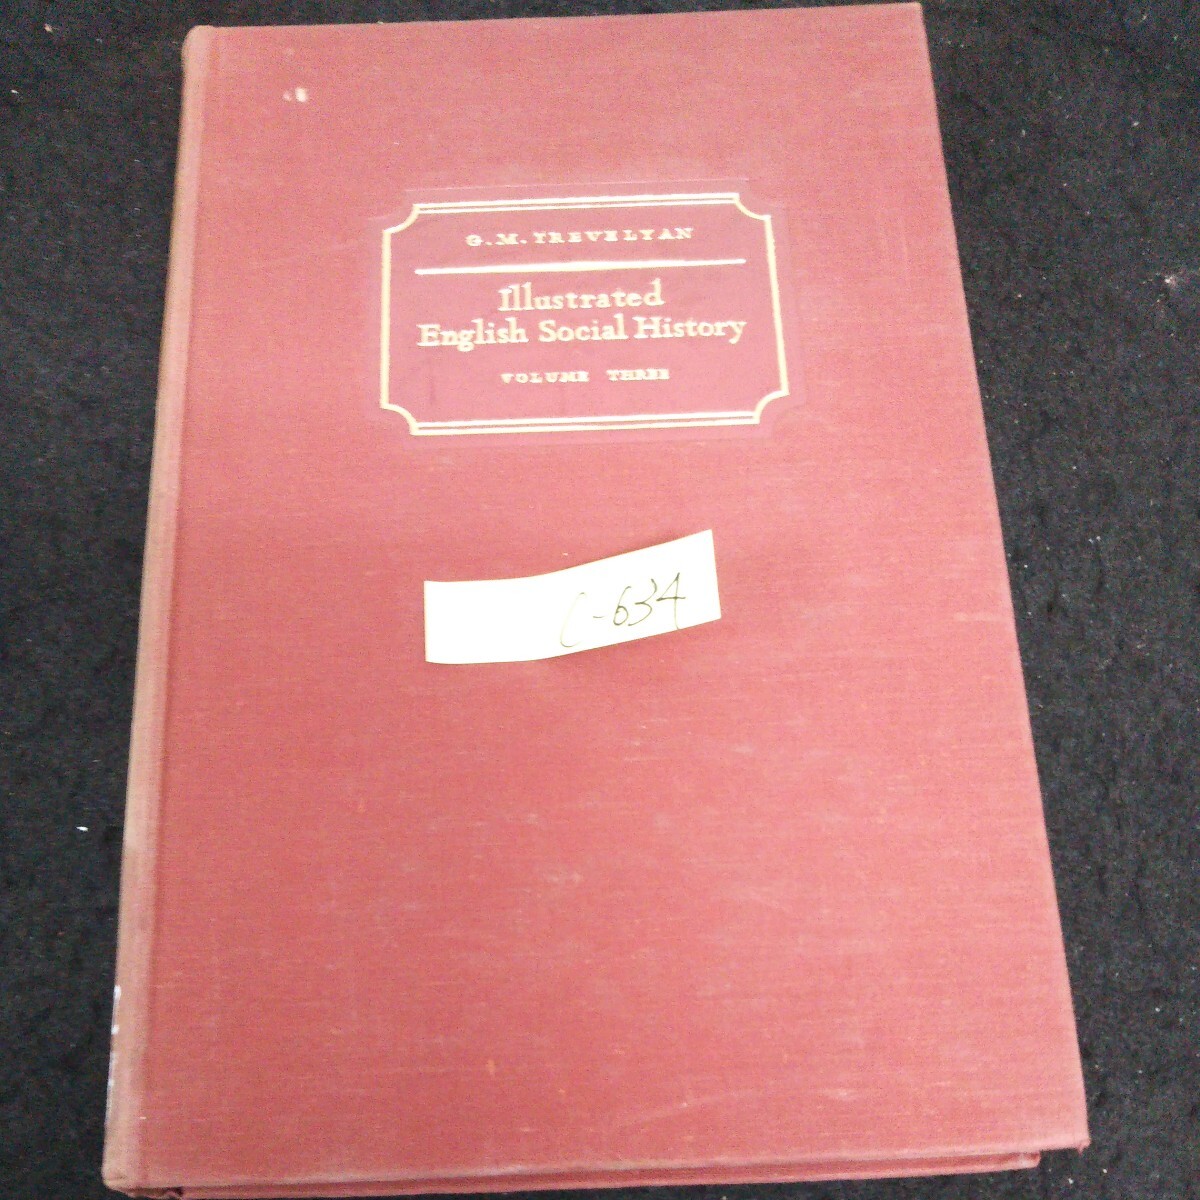 G. M. TREVELYAN
Illustrated
English Social History
VOLUME THREE
C-634